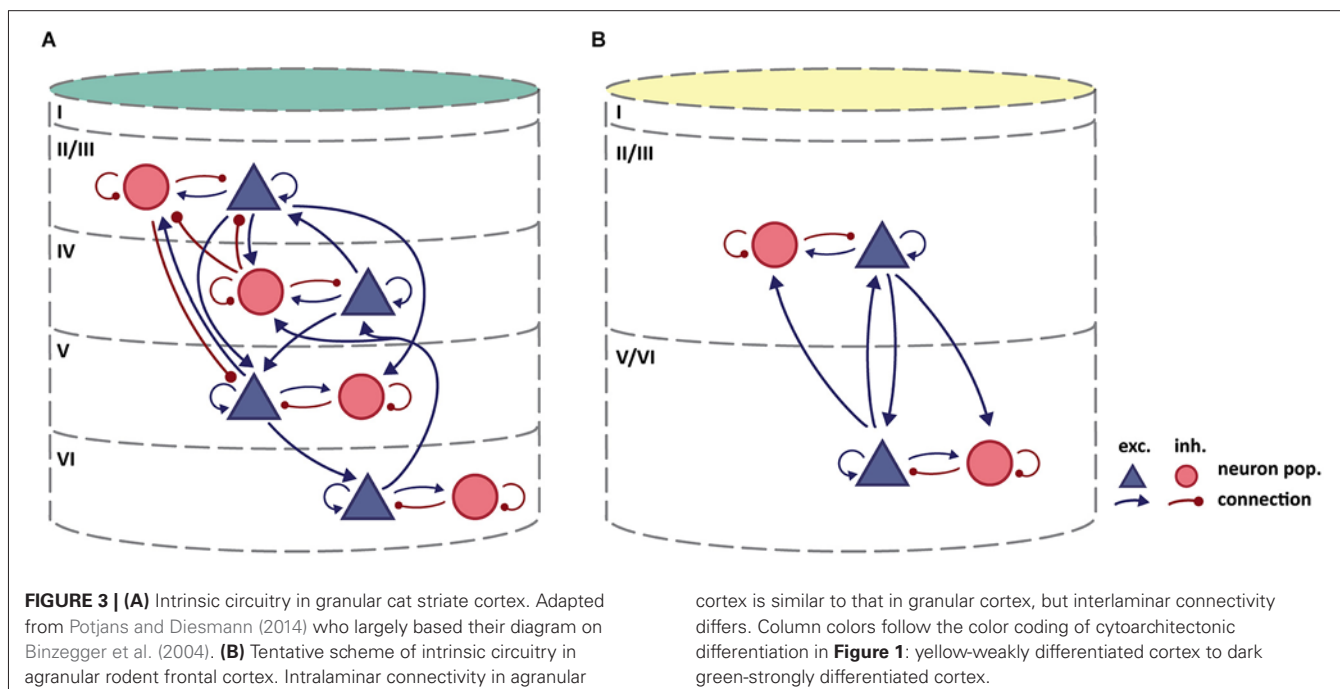 A
I
II/III
IV
V
VI
B
I
II/III
V/VI
exc. inh.
neuron pop.
connection
FIGURE 3 | (A) Intrinsic circuitry in granular cat striate cortex. Adapted
from Potjans and Diesmann (2014) who largely based their diagram on
Binzegger et al. (2004). (B) Tentative scheme of intrinsic circuitry in
agranular rodent frontal cortex. Intralaminar connectivity in agranular
cortex is similar to that in granular cortex, but interlaminar connectivity
differs. Column colors follow the color coding of cytoarchitectonic
differentiation in Figure 1: yellow-weakly differentiated cortex to dark
green-strongly differentiated cortex.